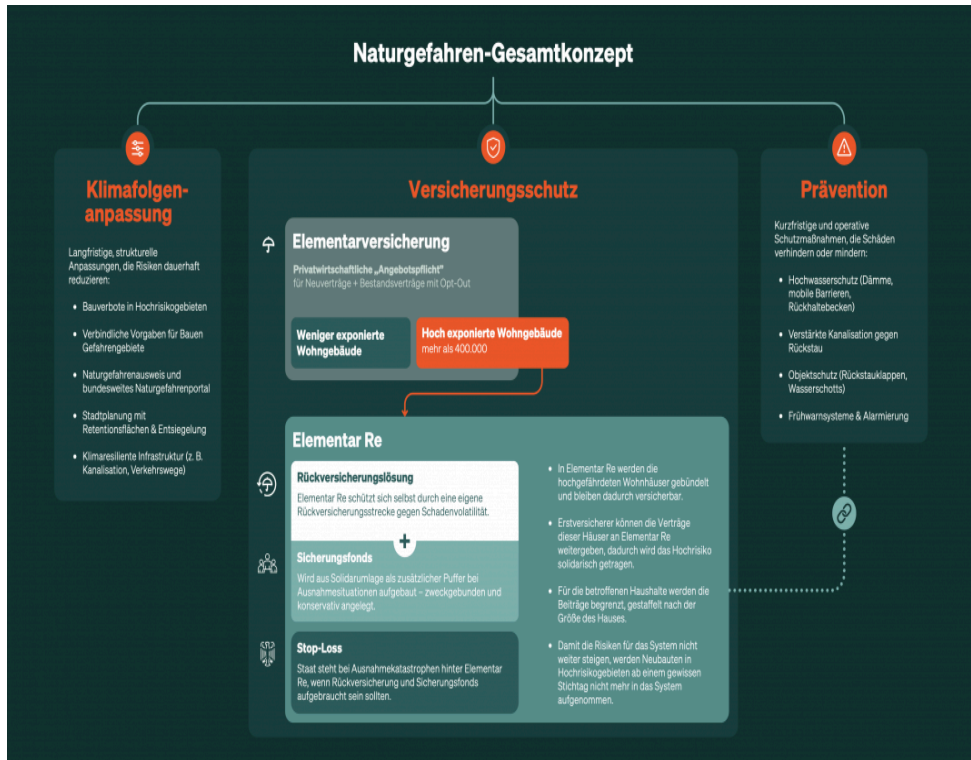 Naturgefahren-Gesamtkonzept
Klimafolgen-
anpassung
Langfristige, strukturelle
Anpassungen, die Risiken dauerhaft
reduzieren:
• Bauverbote in Hochrisikogebieten
• Verbindliche Vorgaben für Bauen
Gefahrengebiete
• Naturgefahrenausweis und
bundesweites Naturgefahrenportal
• Stadtplanung mit
Retentionsflächen & Entsiegelung
• Klimaresiliente Infrastruktur (z. B.
Kanalisation, Verkehrswege)
Versicherungsschutz
Elementarversicherung
Privatwirtschaftliche „Angebotspflicht"
für Neuverträge + Bestandsverträge mit Opt-Out
Weniger exponierte
Wohngebäude
Hoch exponierte Wohngebäude
mehr als 400.000
Elementar Re
Rückversicherungslösung
Elementar Re schützt sich selbst durch eine eigene
Rückversicherungsstrecke gegen Schadenvolatilität.
+
Sicherungsfonds
Wird aus Solidarumlage als zusätzlicher Puffer bei
Ausnahmesituationen aufgebaut – zweckgebunden und
konservativ angelegt.
Stop-Loss
Staat steht bei Ausnahmekatastrophen hinter Elementar
Re, wenn Rückversicherung und Sicherungsfonds
aufgebraucht sein sollten.
• In Elementar Re werden die
hochgefährdeten Wohnhäuser gebündelt
und bleiben dadurch versicherbar.
• Erstversicherer können die Verträge
dieser Häuser an Elementar Re
weitergeben, dadurch wird das Hochrisiko
solidarisch getragen.
• Für die betroffenen Haushalte werden die
Beiträge begrenzt, gestaffelt nach der
Größe des Hauses.
• Damit die Risiken für das System nicht
weiter steigen, werden Neubauten in
Hochrisikogebieten ab einem gewissen
Stichtag nicht mehr in das System
aufgenommen.
Prävention
Kurzfristige und operative
Schutzmaßnahmen, die Schäden
verhindern oder mindern:
• Hochwasserschutz (Dämme,
mobile Barrieren,
Rückhaltebecken)
• Verstärkte Kanalisation gegen
Rückstau
• Objektschutz (Rückstauklappen,
Wasserschotts)
• Frühwarnsysteme & Alarmierung